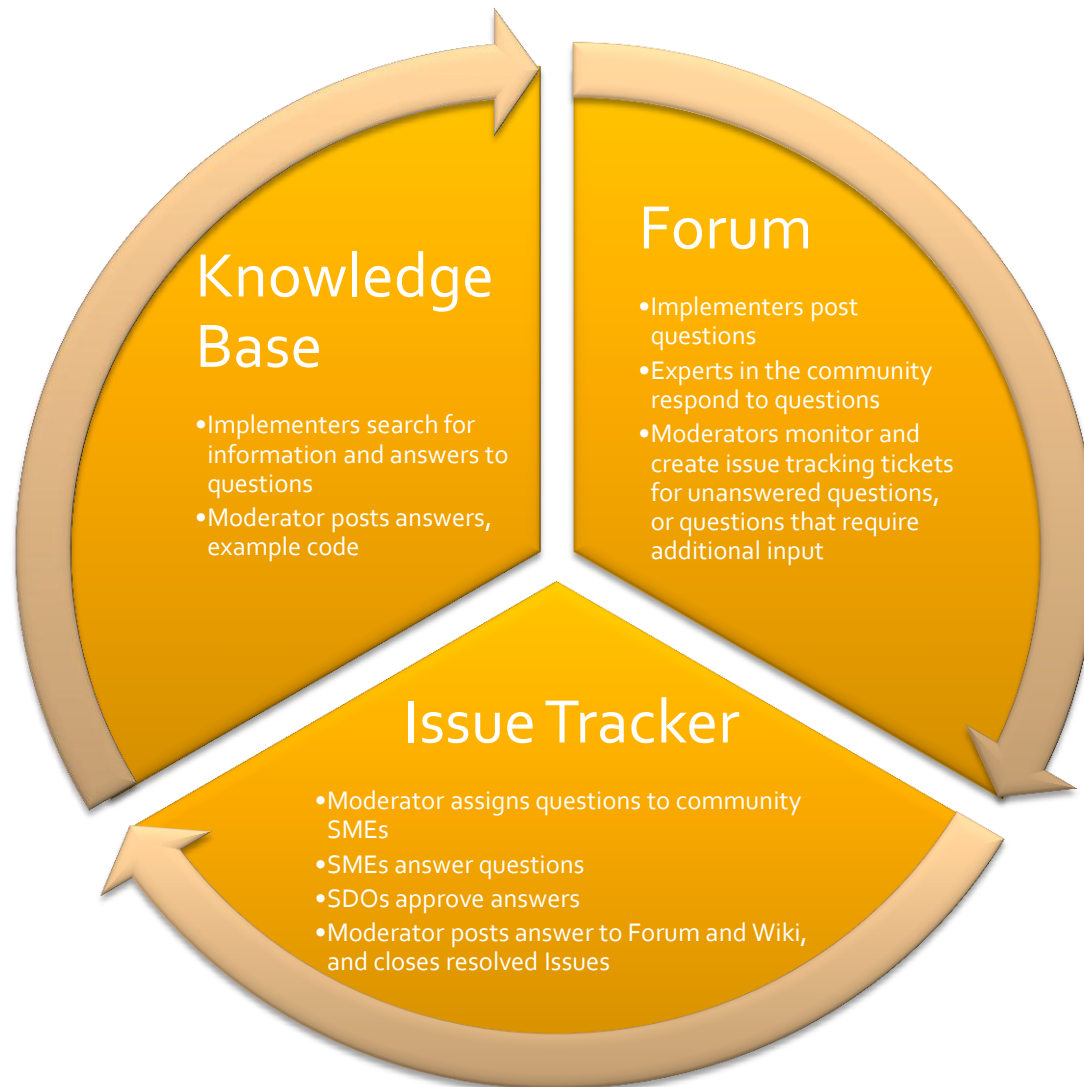 Knowledge
Base
•Implementers search for
information and answers to
questions
•Moderator posts answers,
example code
Forum
•Implementers post
questions
•Experts in the community
respond to questions
•Moderators monitor and
create issue tracking tickets
for unanswered questions,
or questions that require
additional input
Issue Tracker
•Moderator assigns questions to community
SMEs
•SMEs answer questions
•SDOs approve answers
•Moderator posts answer to Forum and Wiki,
and closes resolved Issues